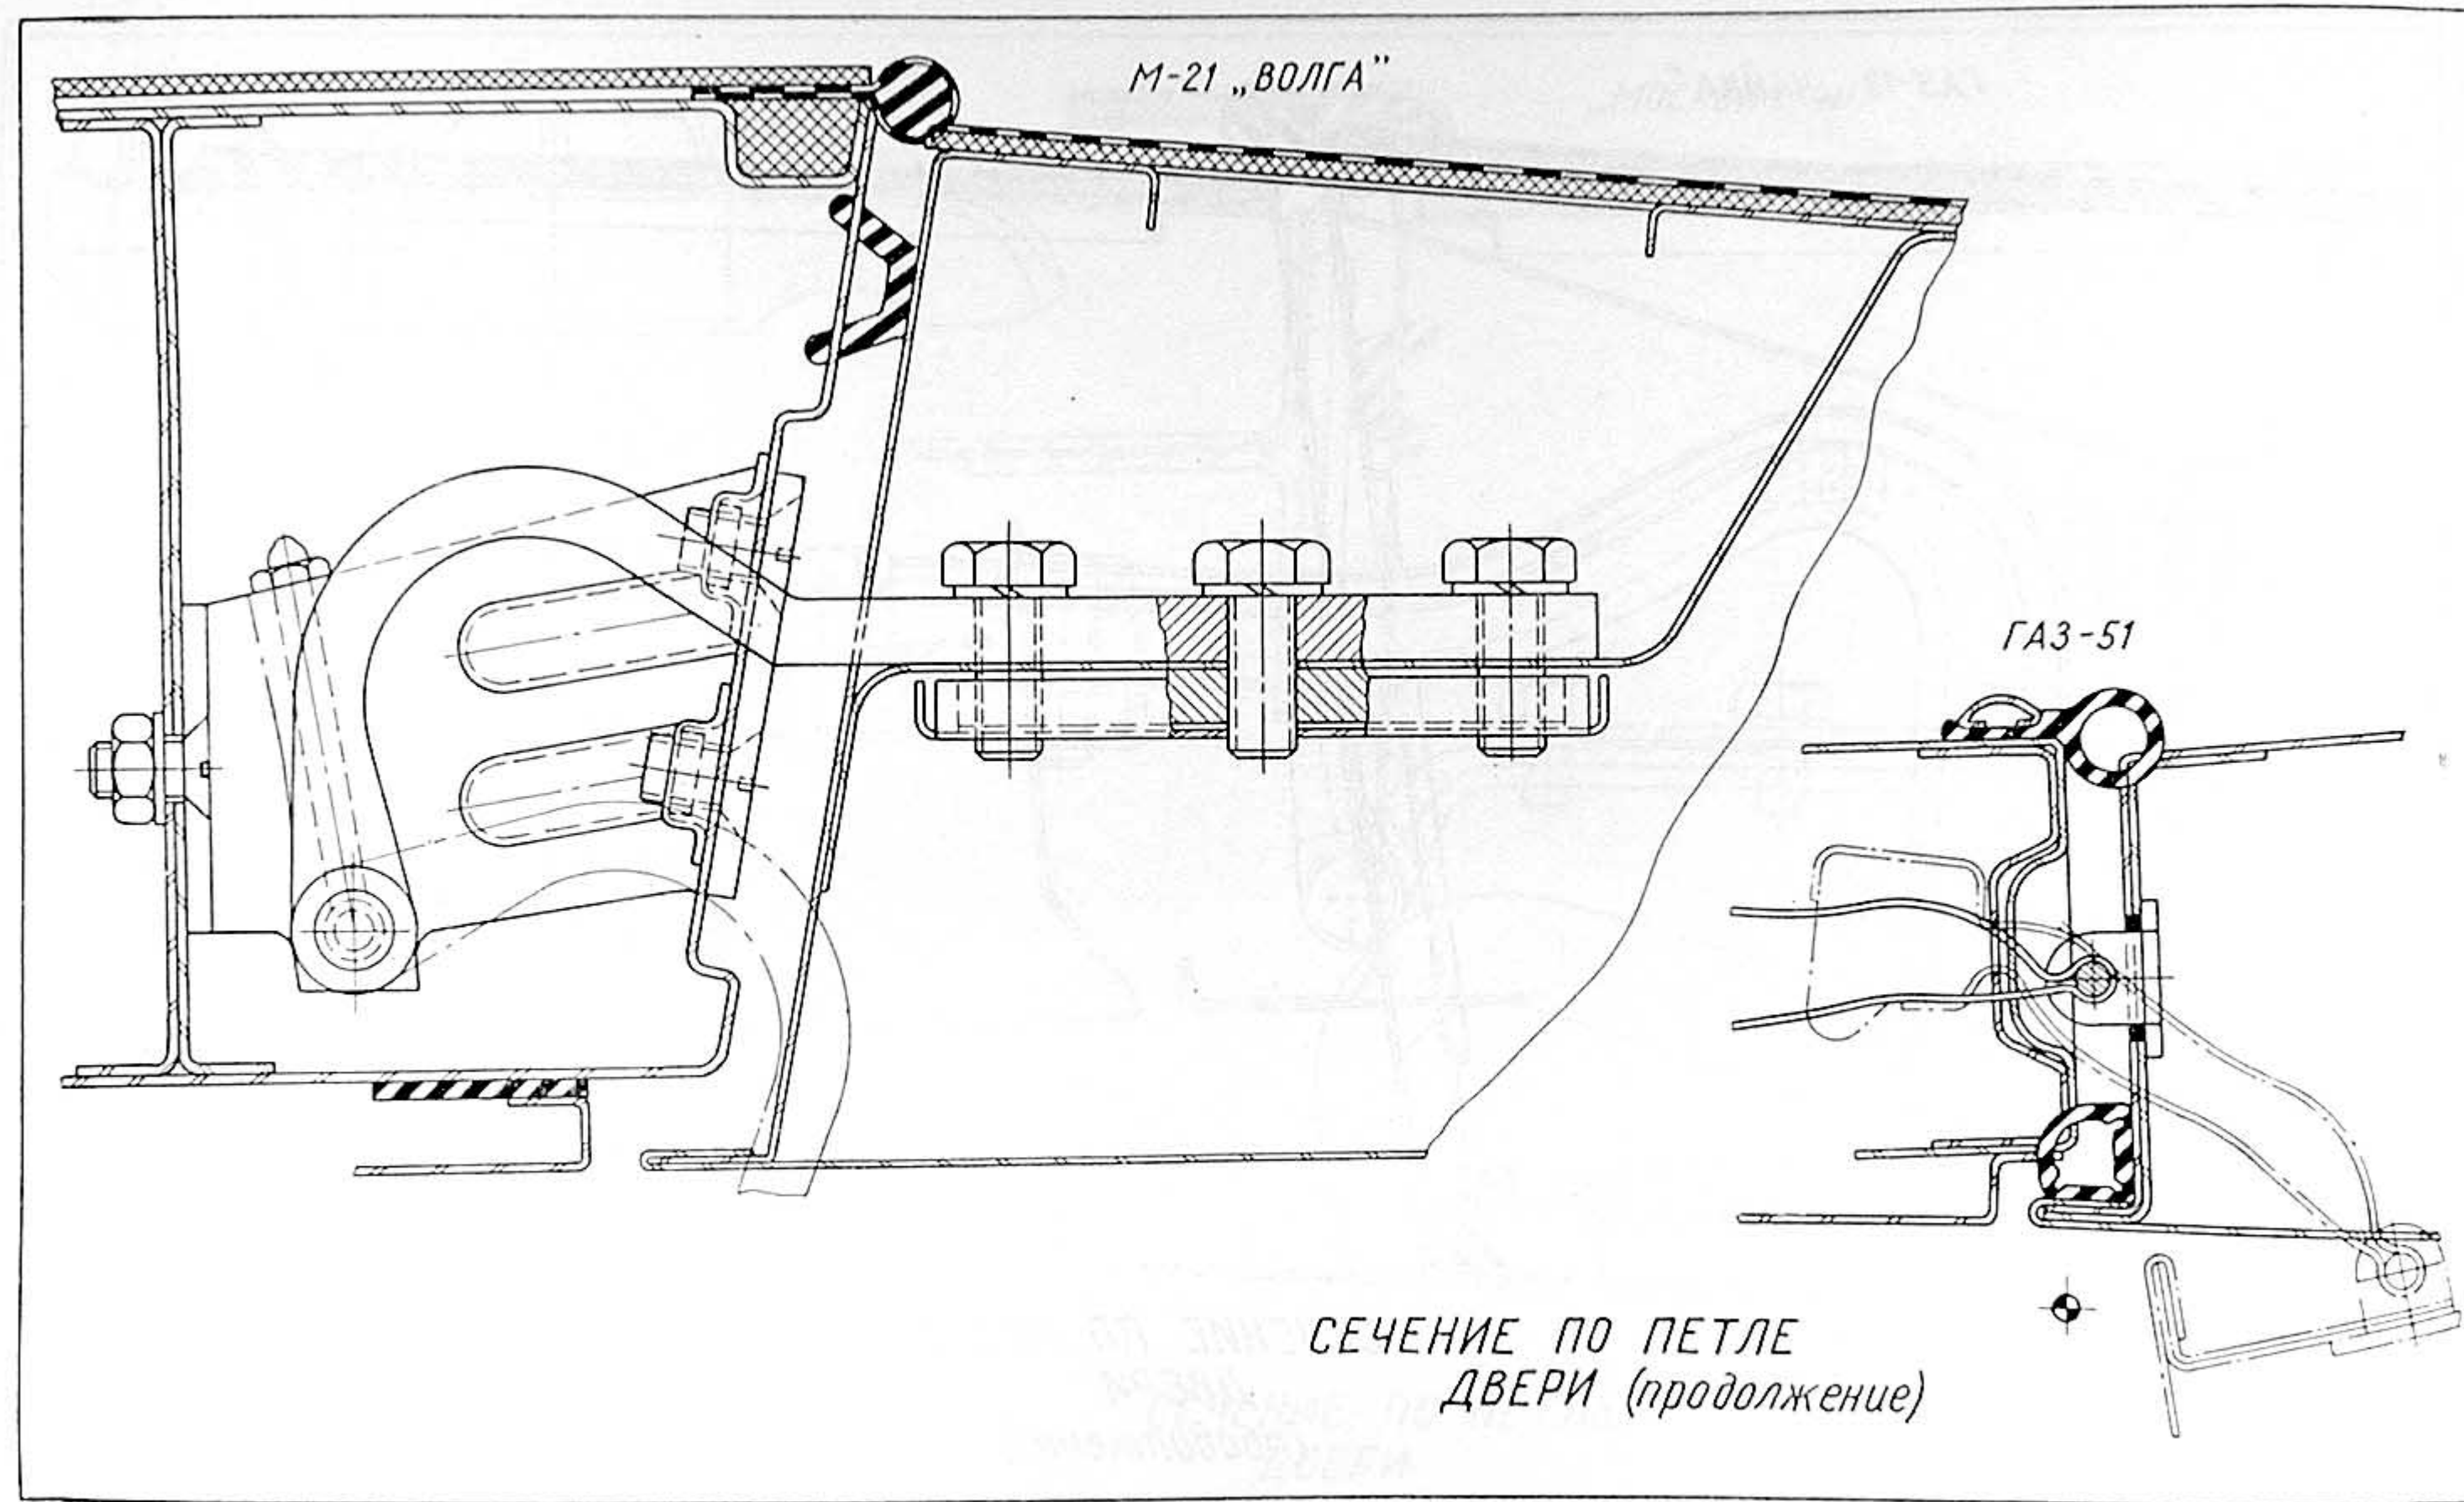 М-21 „ВОЛГА”
ГАЗ-51
СЕЧЕНИЕ ПО ПЕТЛЕ
ДВЕРИ (продолжение)